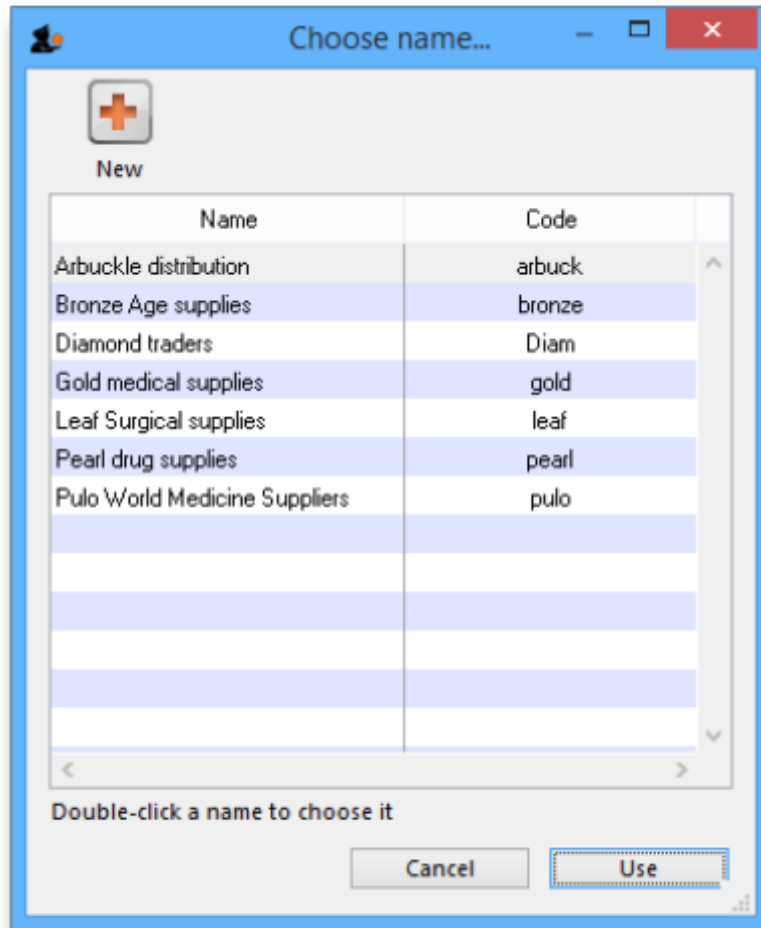 Choose name...
New
Name Code
Arbuckle distribution arbuck
Bronze Age supplies bronze
Diamond traders Diam
Gold medical supplies gold
Leaf Surgical supplies leaf
Pearl drug supplies pearl
Pulo World Medicine Suppliers pulo
Double-click a name to choose it
Cancel Use